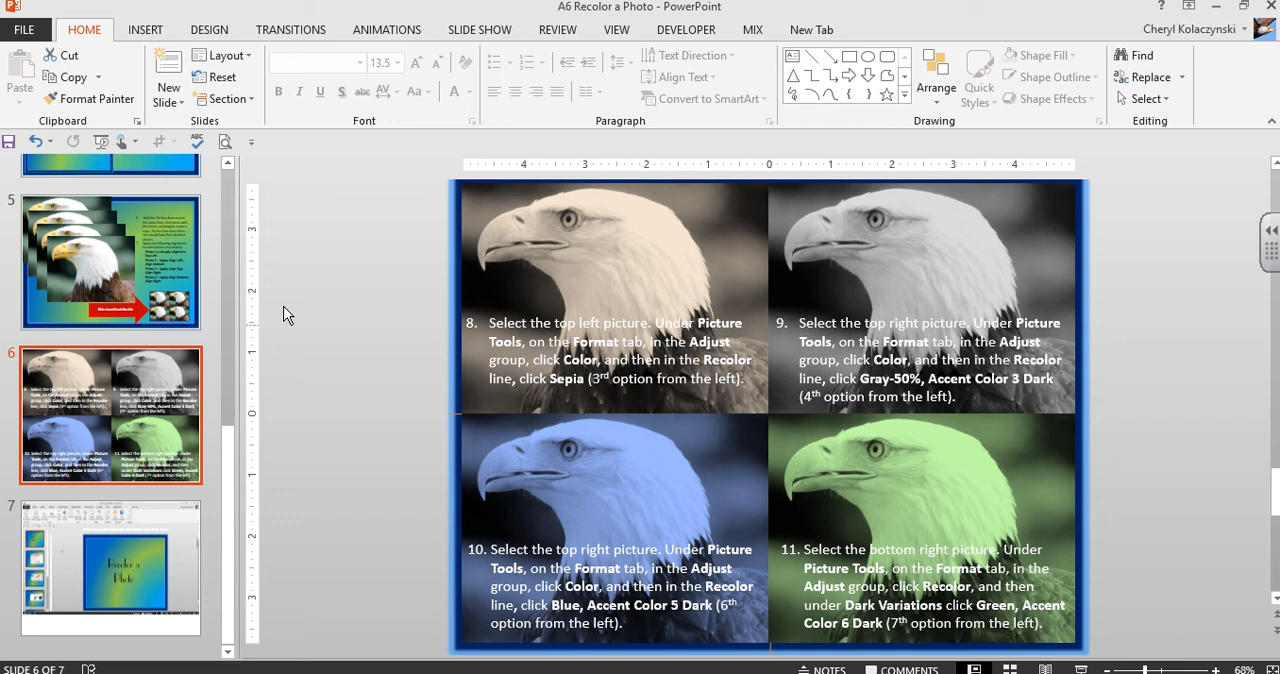 A6 Recolor a Photo - PowerPoint
FILE HOME INSERT DESIGN TRANSITIONS ANIMATIONS SLIDE SHOW REVIEW VIEW DEVELOPER MIX New Tab Cheryl Kolaczynski
Paste Cut Copy Format Painter Clipboard
New Slide Layout Reset Section Slides
13.5 Font
Text Direction Align Text Convert to SmartArt Paragraph
Arrange Quick Styles Shape Fill Shape Outline Shape Effects Drawing
Find Replace Select Editing
5
6
7
Recolor a
Photo
8. Select the top left picture. Under Picture
Tools, on the Format tab, in the Adjust
group, click Color, and then in the Recolor
line, click Sepia (3rd option from the left).
9. Select the top right picture. Under Picture
Tools, on the Format tab, in the Adjust
group, click Color, and then in the Recolor
line, click Gray-50%, Accent Color 3 Dark
(4th option from the left).
10. Select the top right picture. Under Picture
Tools, on the Format tab, in the Adjust
group, click Color, and then in the Recolor
line, click Blue, Accent Color 5 Dark (6th
option from the left).
11. Select the bottom right picture. Under
Picture Tools, on the Format tab, in the
Adjust group, click Recolor, and then
under Dark Variations click Green, Accent
Color 6 Dark (7th option from the left).
SLIDE 6 OF 7 NOTES COMMENTS 68%